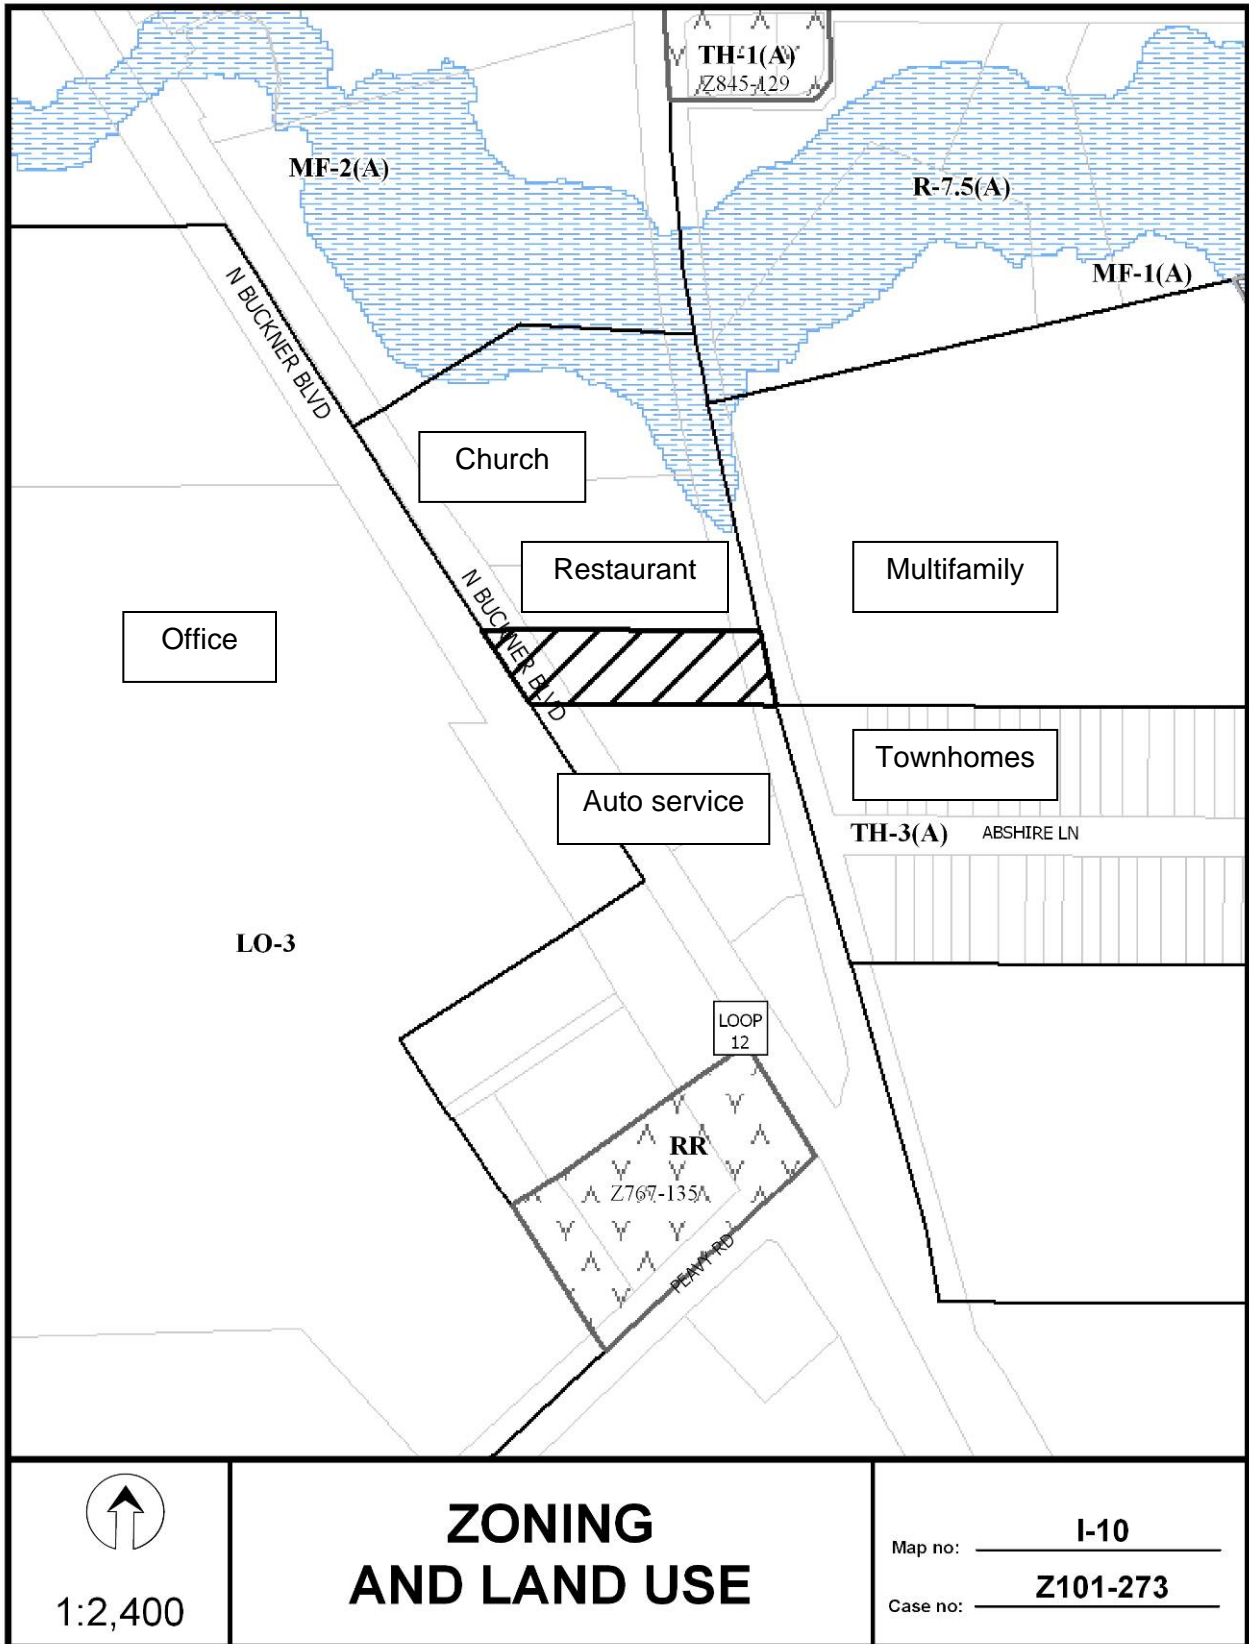 TH-1(A)
Z845-129
MF-2(A)
R-7.5(A)
MF-1(A)
N BUCKNER BLVD
Church
Restaurant
Multifamily
N BUCKNER BLVD
Office
Townhomes
Auto service
TH-3(A)
ABSHIRE LN
LO-3
LOOP
12
RR
Z767-135
PEAVY RD
1:2,400
ZONING
AND LAND USE
Map no: I-10
Case no: Z101-273